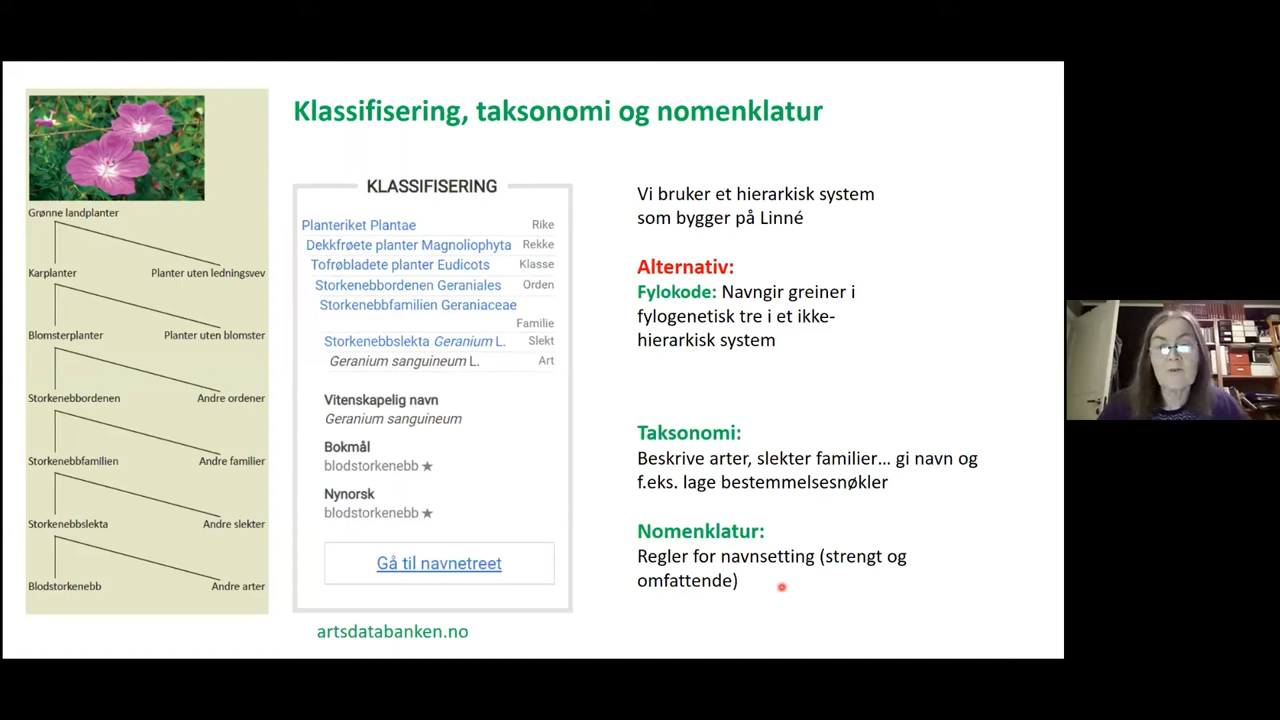 Klassifisering, taksonomi og nomenklatur
Grønne landplanter
Karplanter
Planter uten ledningsvev
Blomsterplanter
Planter uten blomster
Storkenebbordenen
Andre ordener
Storkenebbfamilien
Andre familier
Storkenebbslekta
Andre slekter
Blodstorkenebb
Andre arter
KLASSIFISERING
Planteriket Plantae Rike
Dekkfrøete planter Magnoliophyta Rekke
Tofrøbladete planter Eudicots Klasse
Storkenebbordenen Geraniales Orden
Storkenebbfamilien Geraniaceae
Familie
Storkenebbslekta Geranium L. Slekt
Geranium sanguineum L. Art
Vitenskapelig navn
Geranium sanguineum
Bokmål
blodstorkenebb ★
Nynorsk
blodstorkenebb ★
Gå til navnetreet
artsdatabanken.no
Vi bruker et hierarkisk system
som bygger på Linné
Alternativ:
Fylokode: Navngir greiner i
fylogenetisk tre i et ikke-
hierarkisk system
Taksonomi:
Beskrive arter, slekter familier... gi navn og
f.eks. lage bestemmelsesnøkler
Nomenklatur:
Regler for navnsetting (strengt og
omfattende)